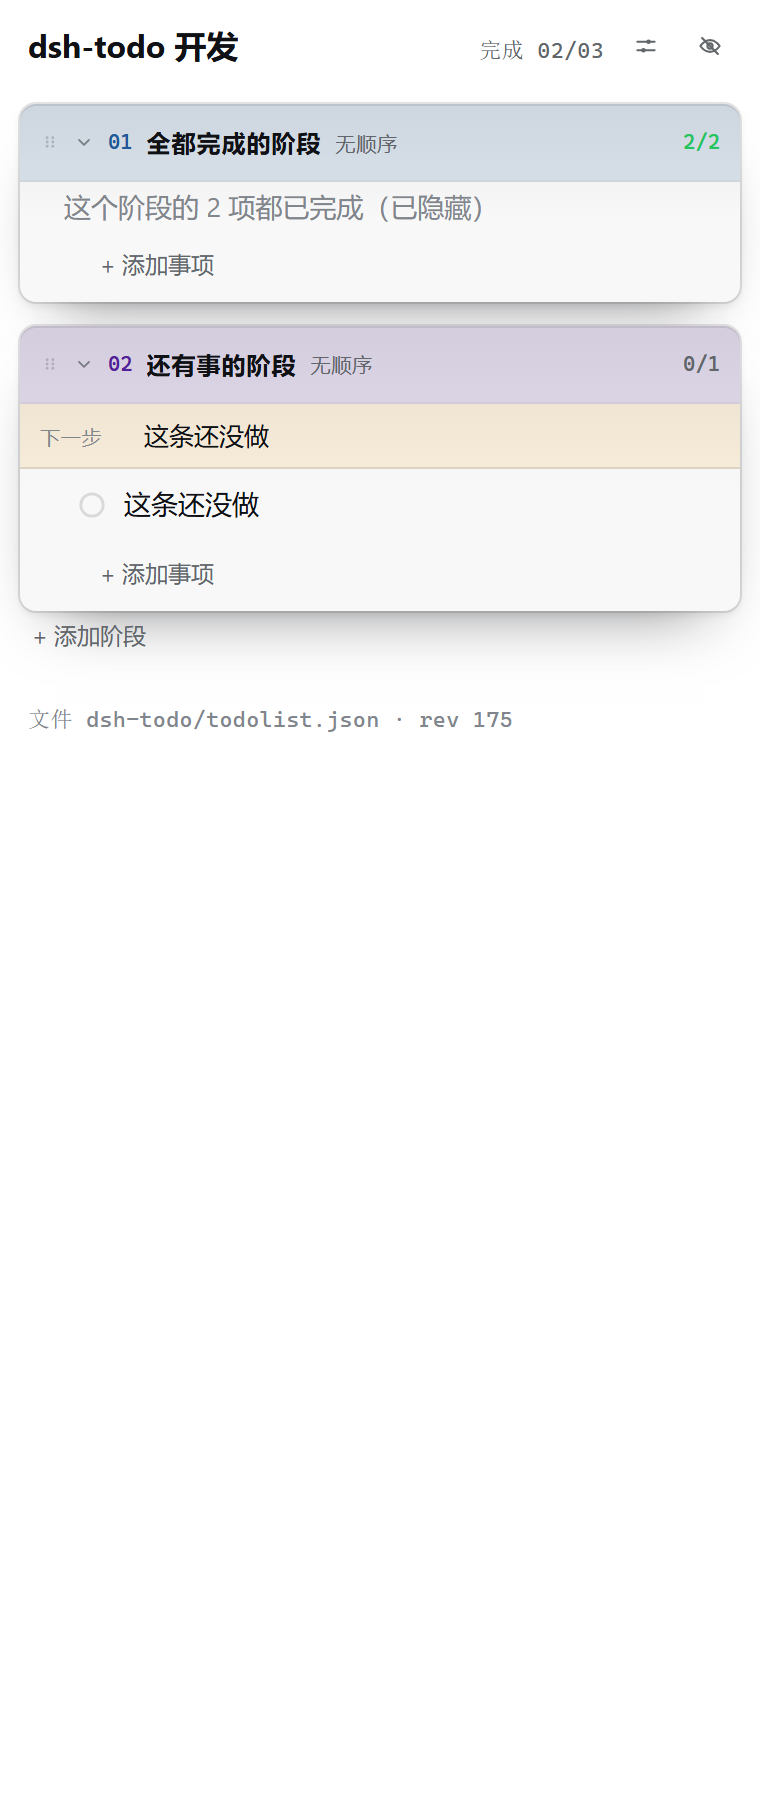 dsh-todo 开发 完成 02/03
01 全都完成的阶段 无顺序 2/2
这个阶段的 2 项都已完成（已隐藏）
+ 添加事项
02 还有事的阶段 无顺序 0/1
下一步 这条还没做
这条还没做
+ 添加事项
+ 添加阶段
文件 dsh-todo/todolist.json · rev 175